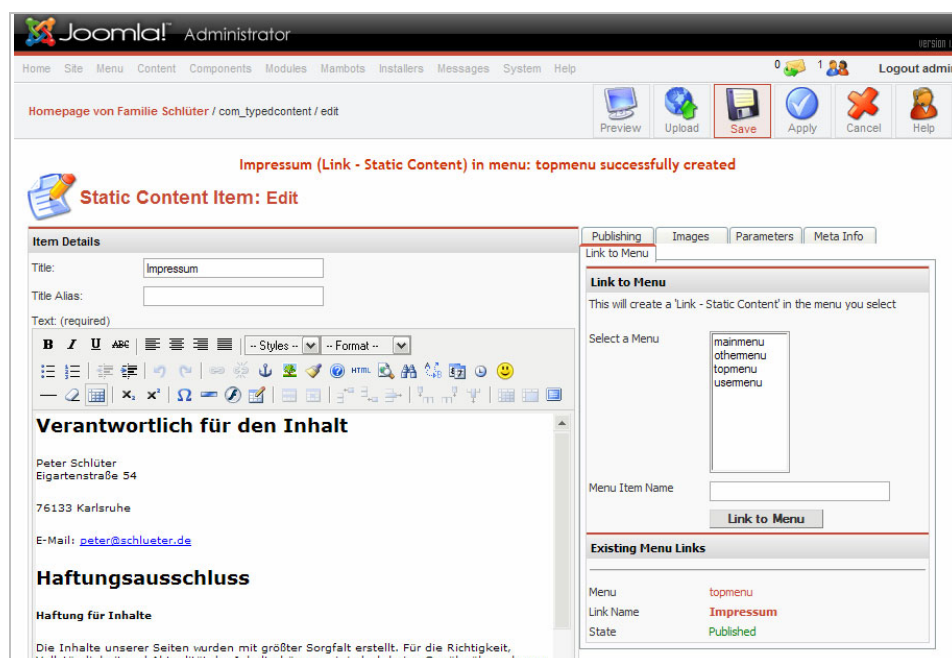 Joomla!™ Administrator
version
Home Site Menu Content Components Modules Mambots Installers Messages System Help
0 1 Logout admi
Homepage von Familie Schlüter / com_typedcontent / edit
Preview Upload Save Apply Cancel Help
Impressum (Link - Static Content) in menu: topmenu successfully created
Static Content Item: Edit
Item Details
Title: Impressum
Title Alias:
Text: (required)
B I U ABC -- Styles -- -- Format --
HTML
Verantwortlich für den Inhalt
Peter Schlüter
Eigartenstraße 54
76133 Karlsruhe
E-Mail: peter@schlueter.de
Haftungsausschluss
Haftung für Inhalte
Die Inhalte unserer Seiten wurden mit größter Sorgfalt erstellt. Für die Richtigkeit,
Publishing Images Parameters Meta Info
Link to Menu
Link to Menu
This will create a 'Link - Static Content' in the menu you select
Select a Menu
mainmenu
othermenu
topmenu
usermenu
Menu Item Name
Link to Menu
Existing Menu Links
Menu topmenu
Link Name Impressum
State Published